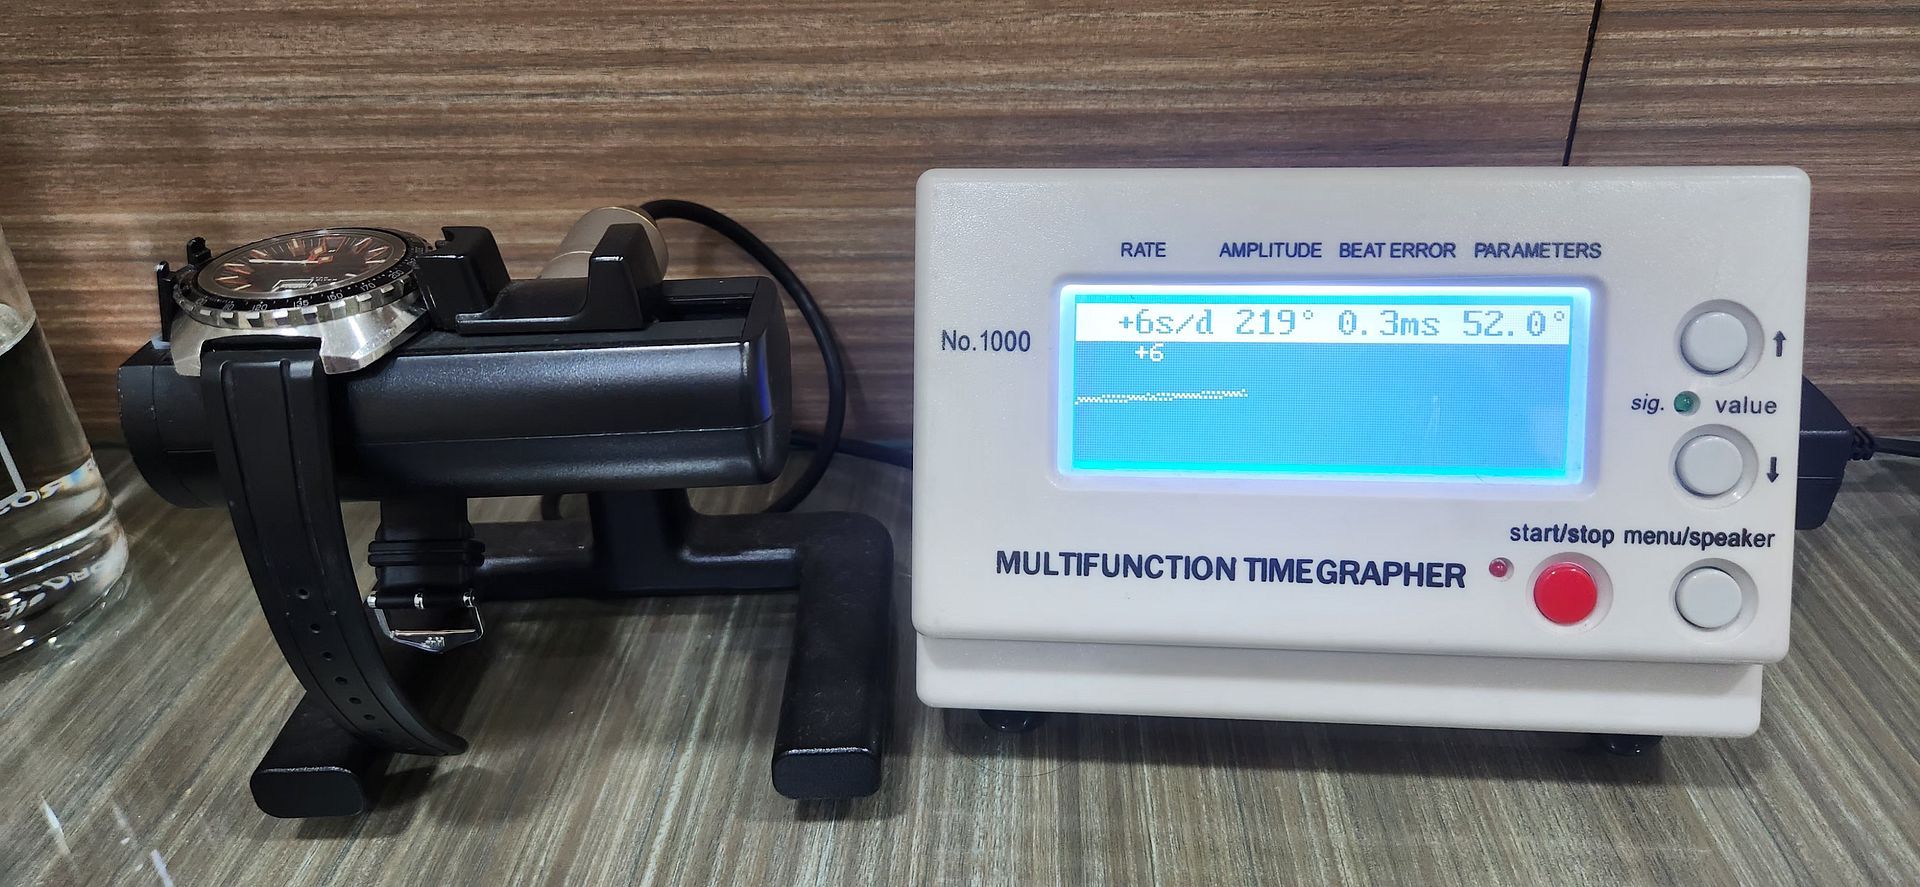 RATE AMPLITUDE BEAT ERROR PARAMETERS
No.1000
+6s/d 219° 0.3ms 52.0°
+6
sig. value
start/stop menu/speaker
MULTIFUNCTION TIMEGRAPHER